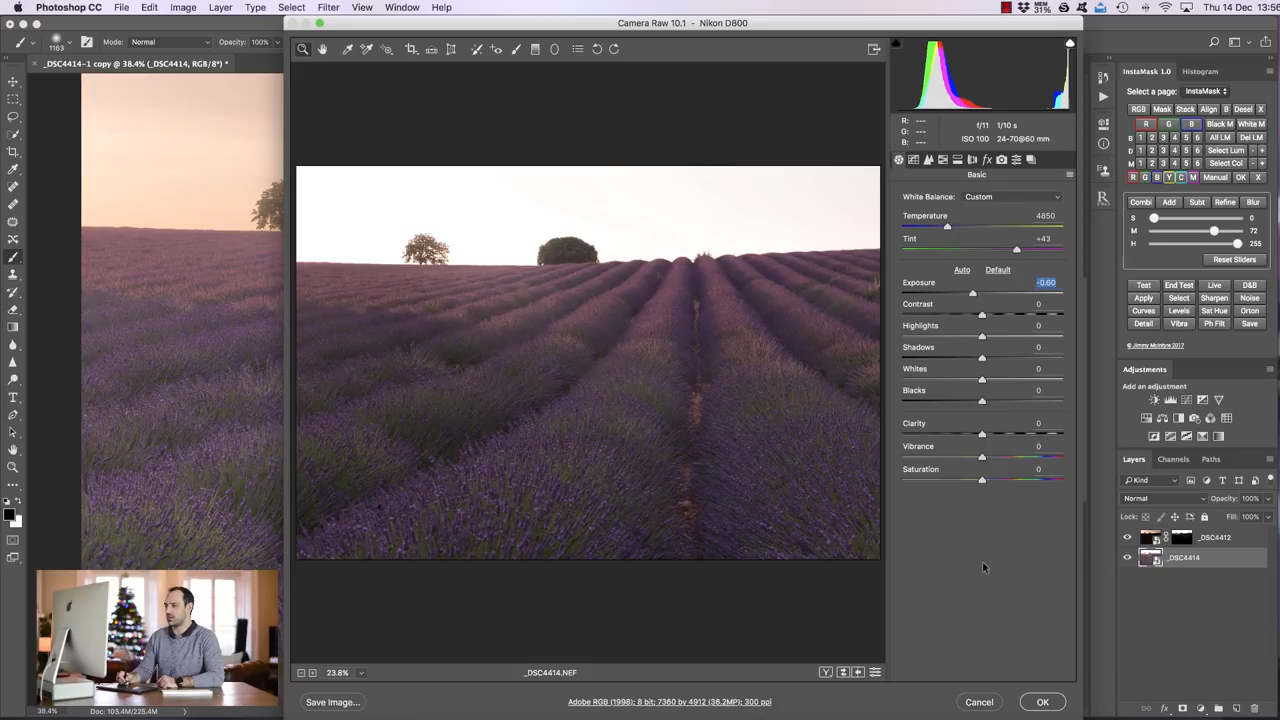 Photoshop CC File Edit Image Layer Type Select Filter 3D View Window Help MEM 31% Thu 14 Dec 13:56
Camera Raw 10.1 - Nikon D800
1163 Mode: Normal Opacity: 100%
_DSC4414-1 copy @ 38.4% (_DSC4414, RGB/8*) *
R: ---
G: ---
B: ---
f/11 1/10 s
ISO 100 24-70@60 mm
Basic
White Balance: Custom
Temperature 4850
Tint +43
Auto Default
Exposure -0.60
Contrast 0
Highlights 0
Shadows 0
Whites 0
Blacks 0
Clarity 0
Vibrance 0
Saturation 0
InstaMask 1.0 Histogram
Select a page: InstaMask
RGB Mask Stack Align B Desel X
R G B Black M White M
B 1 2 3 4 5 6 All LM Del LM
D 1 2 3 4 5 6 Select Lum - +
M 1 2 3 4 5 6 Select Col - +
R G B Y C M Manual OK X
Combi Add Subt Refine Blur
S 0
M 72
H 255
Reset Sliders
Test End Test Live D&B
Apply Select Sharpen Noise
Curves Levels Sat Hue Orton
Detail Vibra Ph Filt Save
© Jimmy McIntyre 2017
Adjustments
Add an adjustment
Layers Channels Paths
Kind
Normal Opacity: 100%
Lock: Fill: 100%
_DSC4412
_DSC4414
23.8% _DSC4414.NEF
Save Image... Adobe RGB (1998); 8 bit; 7360 by 4912 (36.2MP); 300 ppi Cancel OK
38.4% Doc: 103.4M/225.4M